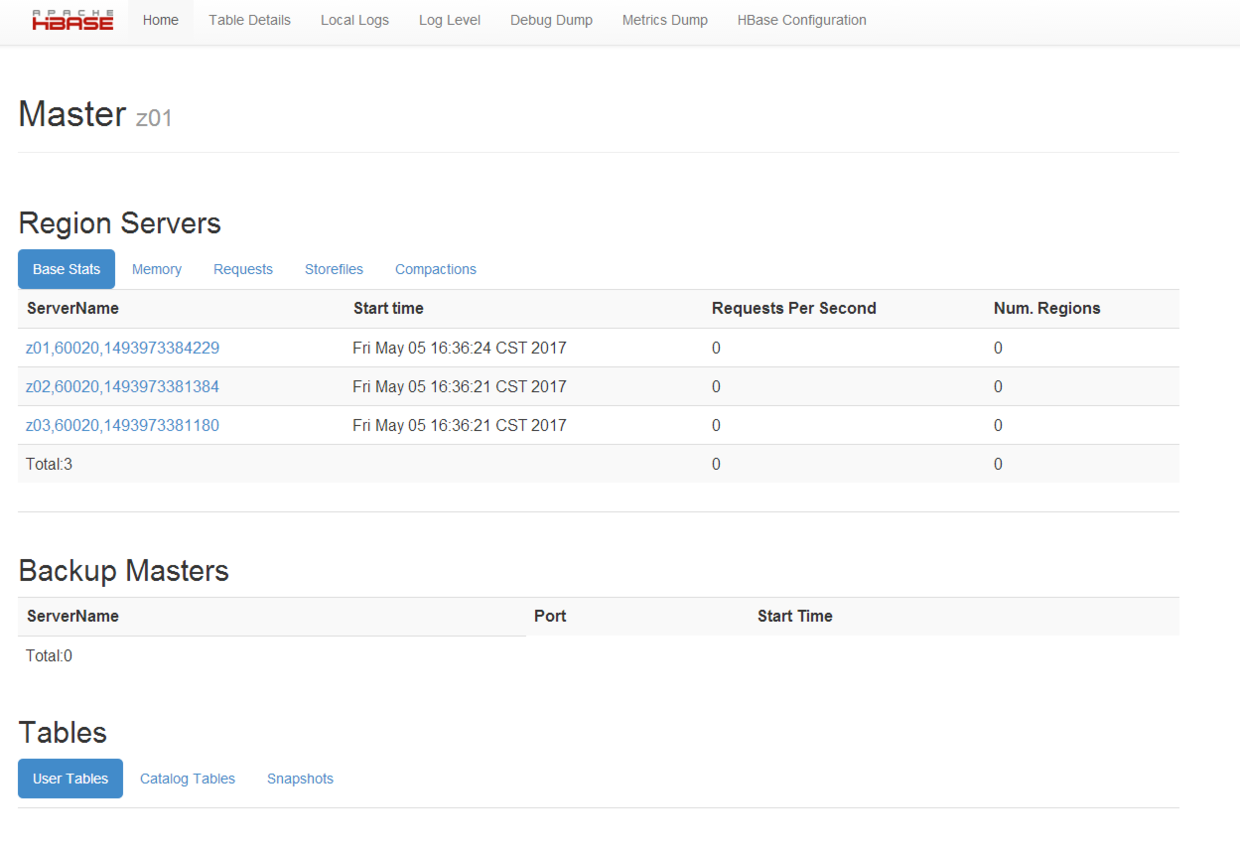 APACHE
HBASE
Home Table Details Local Logs Log Level Debug Dump Metrics Dump HBase Configuration
Master z01
Region Servers
Base Stats Memory Requests Storefiles Compactions
ServerName Start time Requests Per Second Num. Regions
z01,60020,1493973384229 Fri May 05 16:36:24 CST 2017 0 0
z02,60020,1493973381384 Fri May 05 16:36:21 CST 2017 0 0
z03,60020,1493973381180 Fri May 05 16:36:21 CST 2017 0 0
Total:3 0 0
Backup Masters
ServerName Port Start Time
Total:0
Tables
User Tables Catalog Tables Snapshots